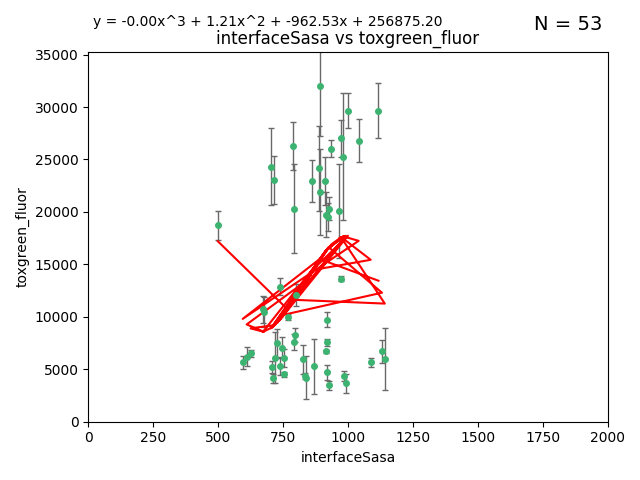 y = -0.00x^3 + 1.21x^2 + -962.53x + 256875.20
N = 53
interfaceSasa vs toxgreen_fluor
35000
30000
25000
20000
15000
10000
5000
0
toxgreen_fluor
0 250 500 750 1000 1250 1500 1750 2000
interfaceSasa